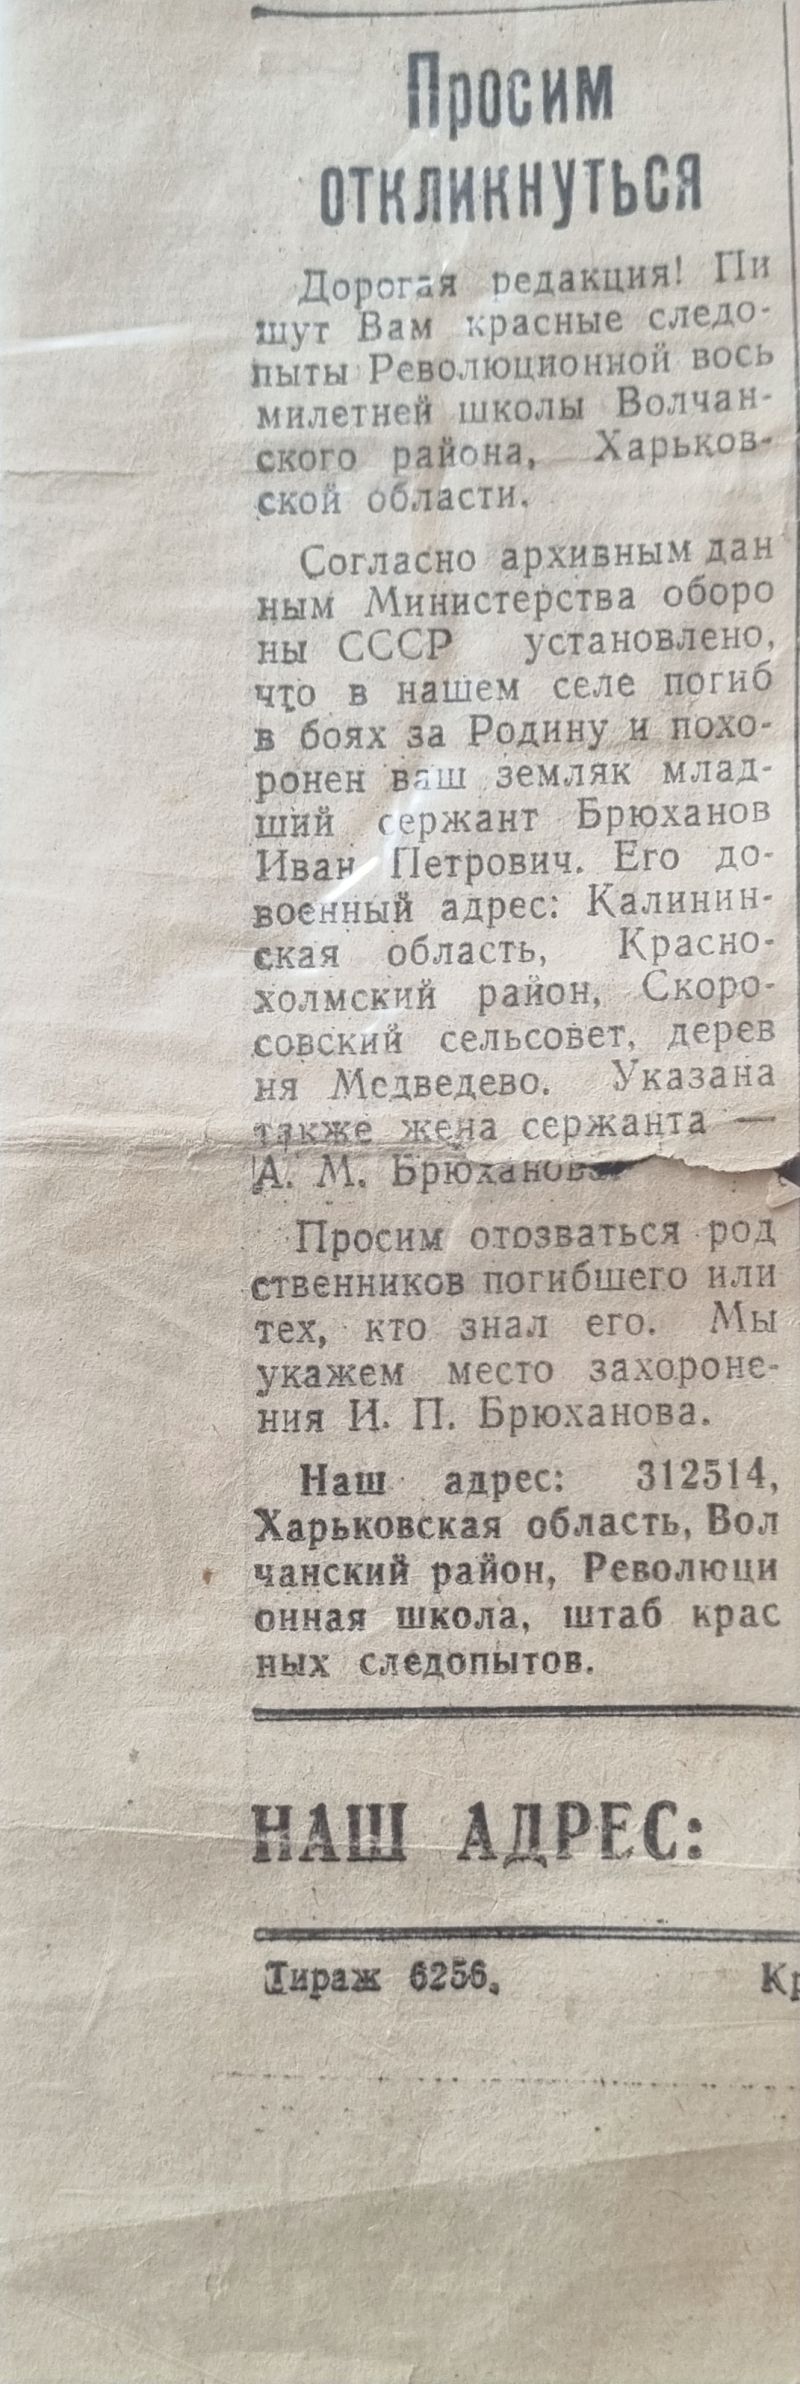 Просим
откликнуться
Дорогая редакция! Пи
шут Вам красные следо-
пыты Революционной вось
милетней школы Волчан-
ского района, Харьков-
ской области.
Согласно архивным дан
ным Министерства оборо
ны СССР установлено,
что в нашем селе погиб
в боях за Родину и похо-
ронен ваш земляк млад-
ший сержант Брюханов
Иван Петрович. Его до-
военный адрес: Калинин-
ская область, Красно-
холмский район, Скоро-
совский сельсовет, дерев
ня Медведево. Указана
также жена сержанта —
А. М. Брюханова.
Просим отозваться род
ственников погибшего или
тех, кто знал его. Мы
укажем место захороне-
ния И. П. Брюханова.
Наш адрес: 312514,
Харьковская область, Вол
чанский район, Революци
онная школа, штаб крас
ных следопытов.
НАШ АДРЕС:
Тираж 6256. Кр